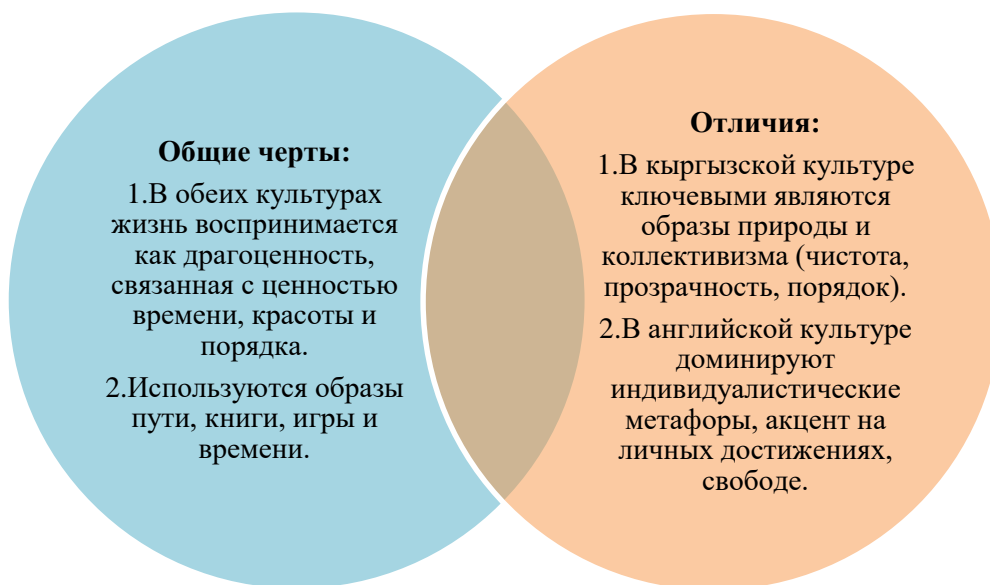 Общие черты:
1.В обеих культурах
жизнь воспринимается
как драгоценность,
связанная с ценностью
времени, красоты и
порядка.
2.Используются образы
пути, книги, игры и
времени.
Отличия:
1.В кыргызской культуре
ключевыми являются
образы природы и
коллективизма (чистота,
прозрачность, порядок).
2.В английской культуре
доминируют
индивидуалистические
метафоры, акцент на
личных достижениях,
свободе.